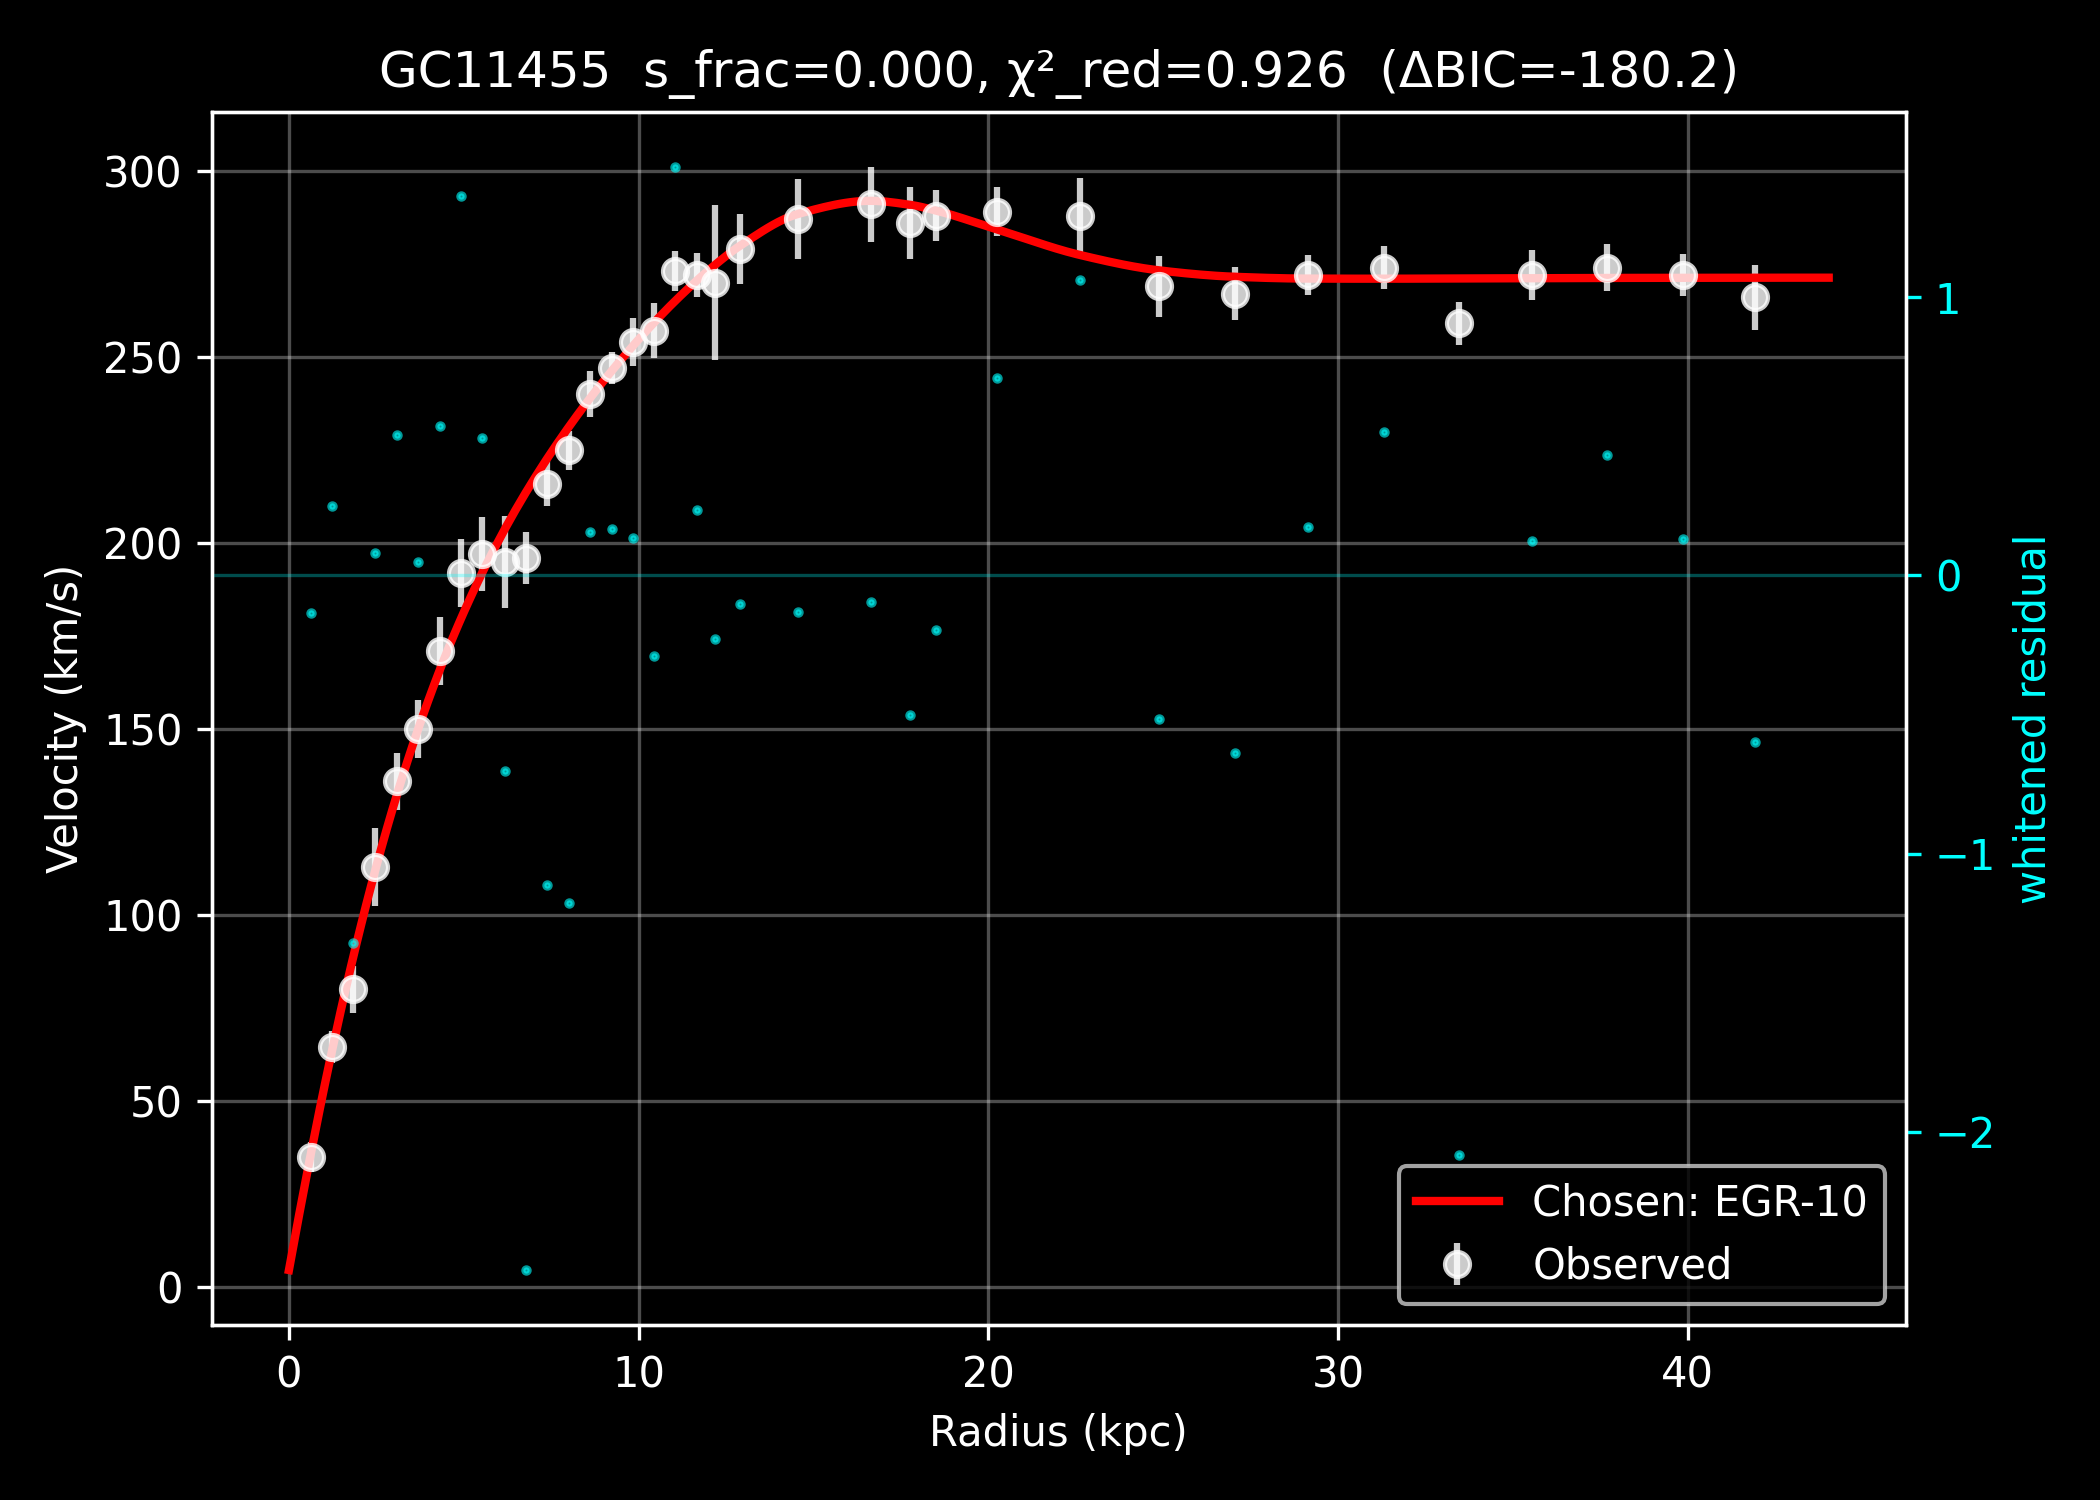 GC11455  s_frac=0.000, χ²_red=0.926  (ΔBIC=-180.2)
300
250
200
150
100
50
0
Velocity (km/s)
1
0
−1
−2
whitened residual
Chosen: EGR-10
Observed
0 10 20 30 40
Radius (kpc)